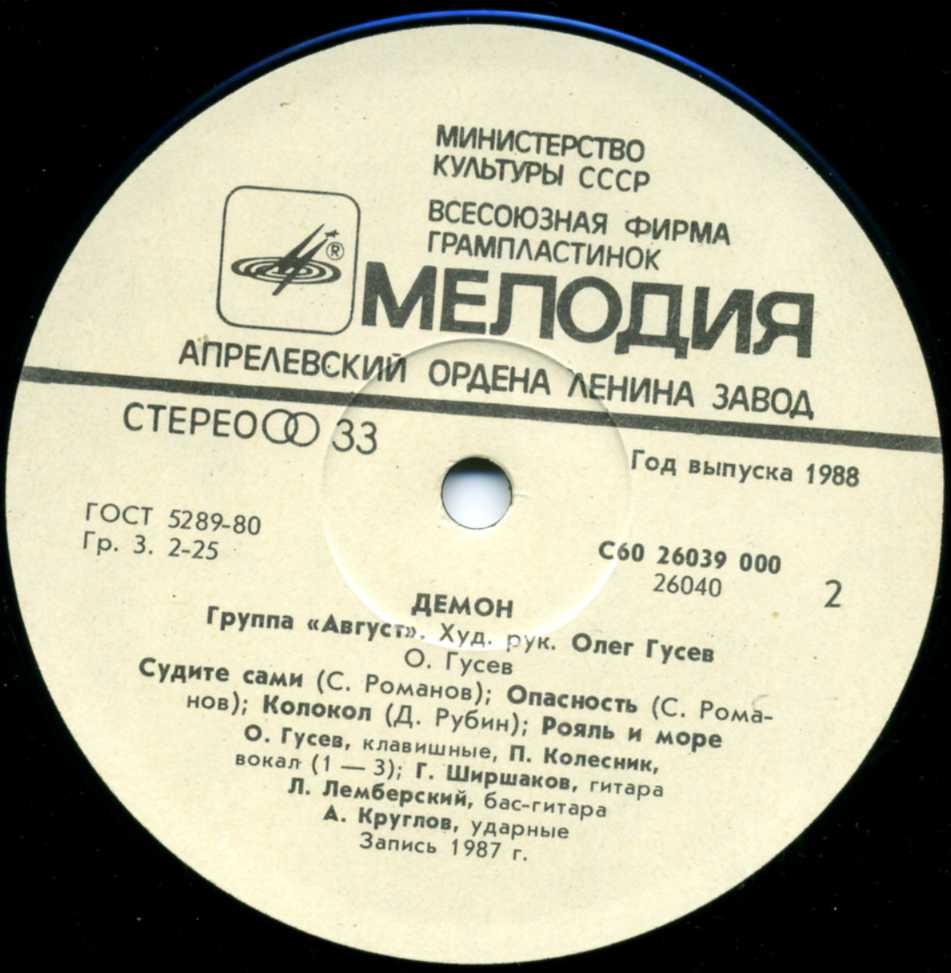 МИНИСТЕРСТВО
КУЛЬТУРЫ СССР
ВСЕСОЮЗНАЯ ФИРМА
ГРАМПЛАСТИНОК
®
МЕЛОДИЯ
АПРЕЛЕВСКИЙ ОРДЕНА ЛЕНИНА ЗАВОД
СТЕРЕО 33
Год выпуска 1988
ГОСТ 5289-80
Гр. 3. 2-25
С60 26039 000
26040
2
ДЕМОН
Группа «Август». Худ. рук. Олег Гусев
О. Гусев
Судите сами (С. Романов); Опасность (С. Рома-
нов); Колокол (Д. Рубин); Рояль и море
О. Гусев, клавишные, П. Колесник,
вокал (1 — 3); Г. Ширшаков, гитара
Л. Лемберский, бас-гитара
А. Круглов, ударные
Запись 1987 г.